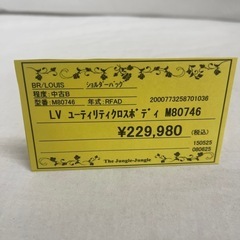 BR/LOUIS ｼｮﾙﾀﾞｰﾊﾞｯｸﾞ
程度:中古B
型番:M80746 年式:RFAD 2000773258701036
LV ﾕｰﾃｨﾘﾃｨｸﾛｽﾎﾞﾃﾞｨ M80746
¥229,980 (税込)
150525
080625
The Jungle-Jungle